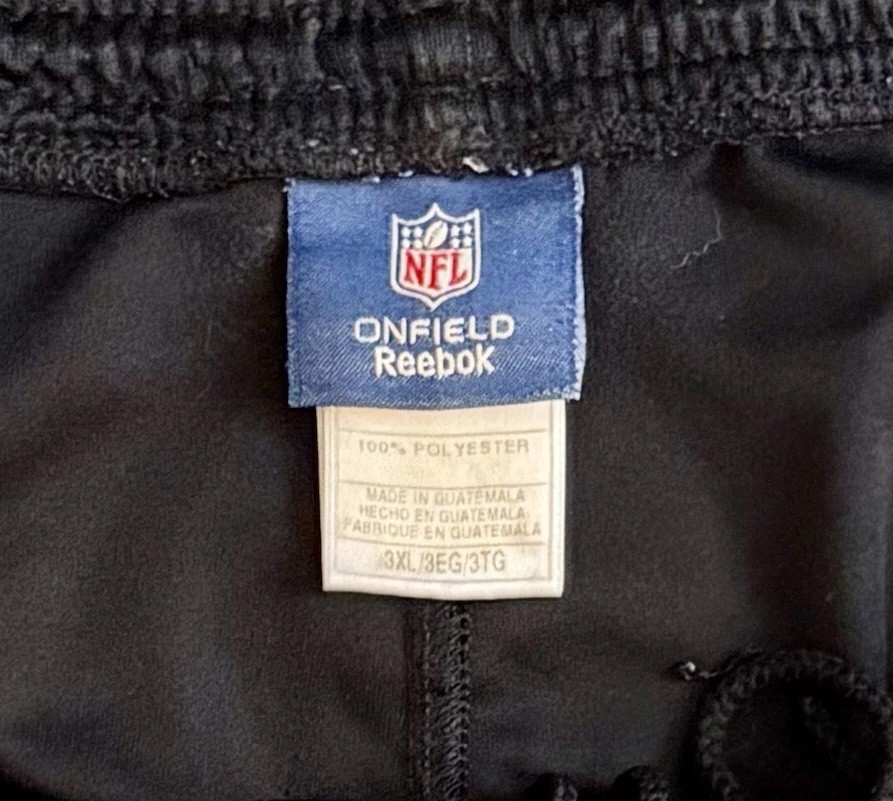 NFL
ONFIELD
Reebok
100% POLYESTER
MADE IN GUATEMALA
HECHO EN GUATEMALA
FABRIQUE EN GUATEMALA
3XL/3EG/3TG